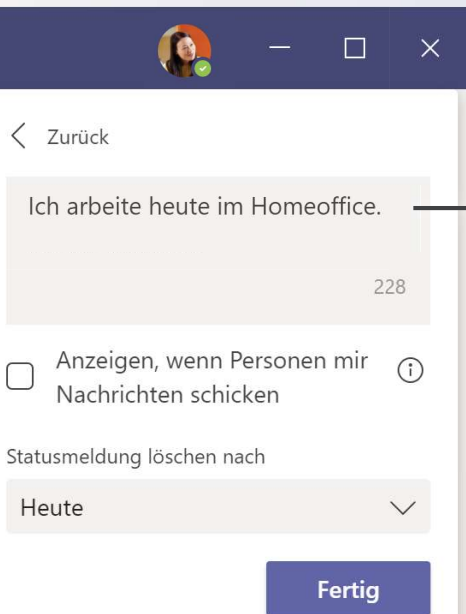 Zurück
Ich arbeite heute im Homeoffice.
228
Anzeigen, wenn Personen mir
Nachrichten schicken
Statusmeldung löschen nach
Heute
Fertig